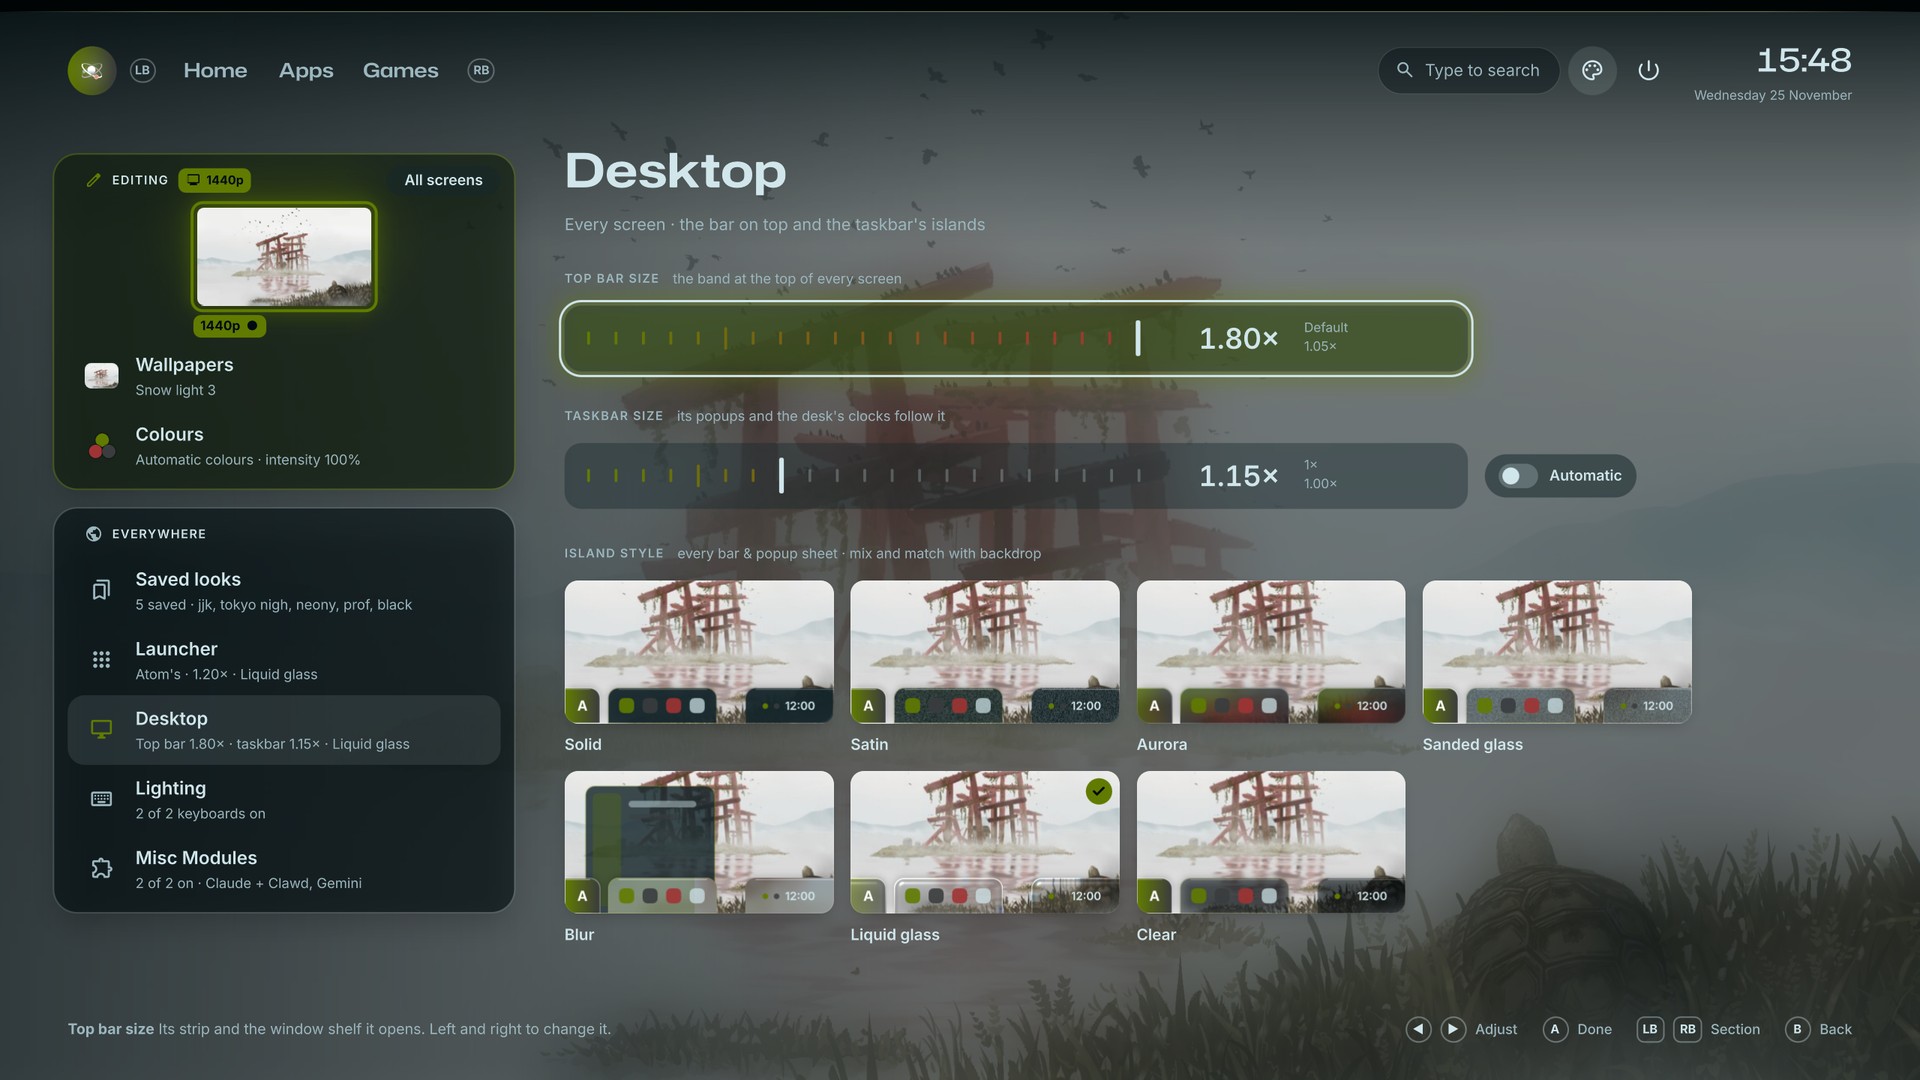 LB Home Apps Games RB
Type to search
15:48
Wednesday 25 November
EDITING 1440p All screens
1440p
Wallpapers
Snow light 3
Colours
Automatic colours · intensity 100%
EVERYWHERE
Saved looks
5 saved · jjk, tokyo nigh, neony, prof, black
Launcher
Atom's · 1.20× · Liquid glass
Desktop
Top bar 1.80× · taskbar 1.15× · Liquid glass
Lighting
2 of 2 keyboards on
Misc Modules
2 of 2 on · Claude + Clawd, Gemini
Desktop
Every screen · the bar on top and the taskbar's islands
TOP BAR SIZE the band at the top of every screen
1.80× Default
1.05×
TASKBAR SIZE its popups and the desk's clocks follow it
1.15× 1×
1.00×
Automatic
ISLAND STYLE every bar & popup sheet · mix and match with backdrop
A 12:00 A 12:00 A 12:00 A 12:00
Solid Satin Aurora Sanded glass
A 12:00 A 12:00 A 12:00
Blur Liquid glass Clear
Top bar size Its strip and the window shelf it opens. Left and right to change it.
Adjust A Done LB RB Section B Back